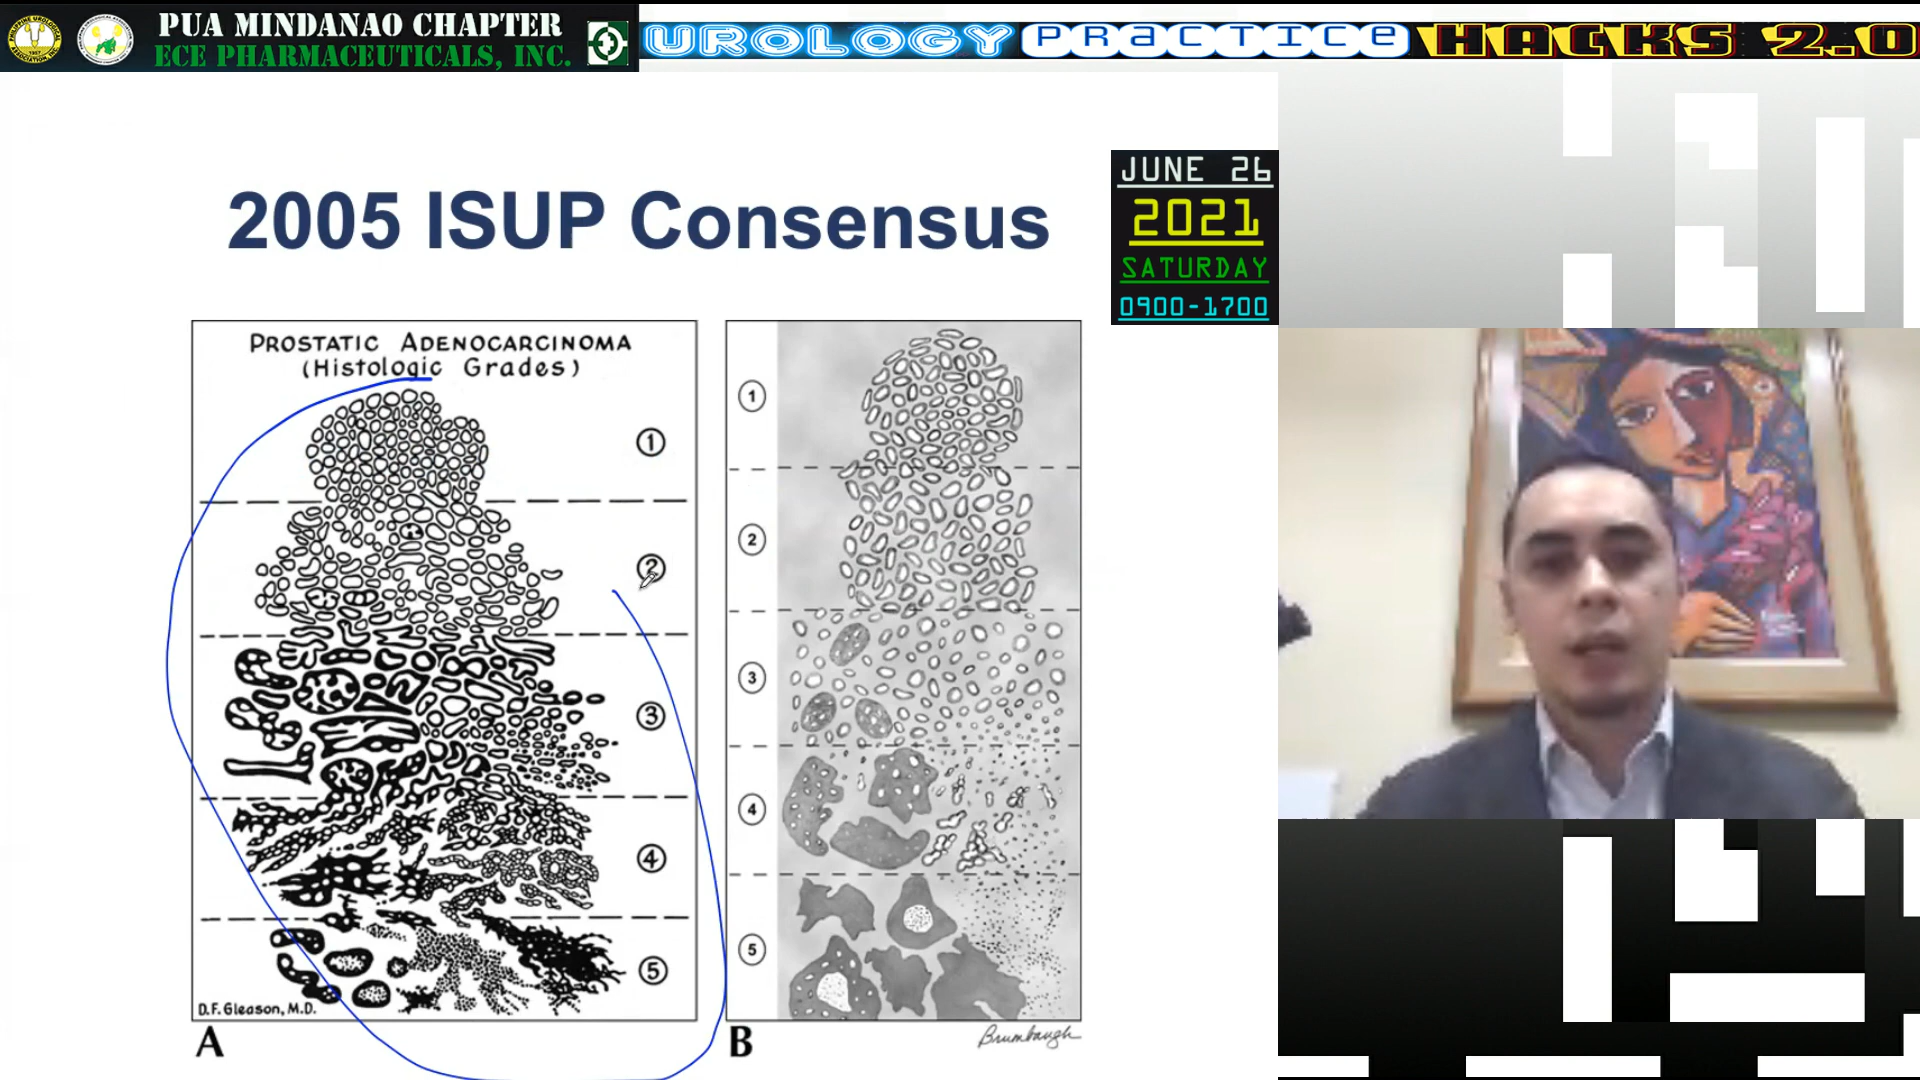 PUA MINDANAO CHAPTER
ECE PHARMACEUTICALS, INC.
UROLOGY PRACTICE HACKS 2.0
JUNE 26
2021
SATURDAY
0900-1700
2005 ISUP Consensus
PROSTATIC ADENOCARCINOMA
(Histologic Grades)
1
2
3
4
5
D.F. Gleason, M.D.
A
1
2
3
4
5
B
Brumbaugh